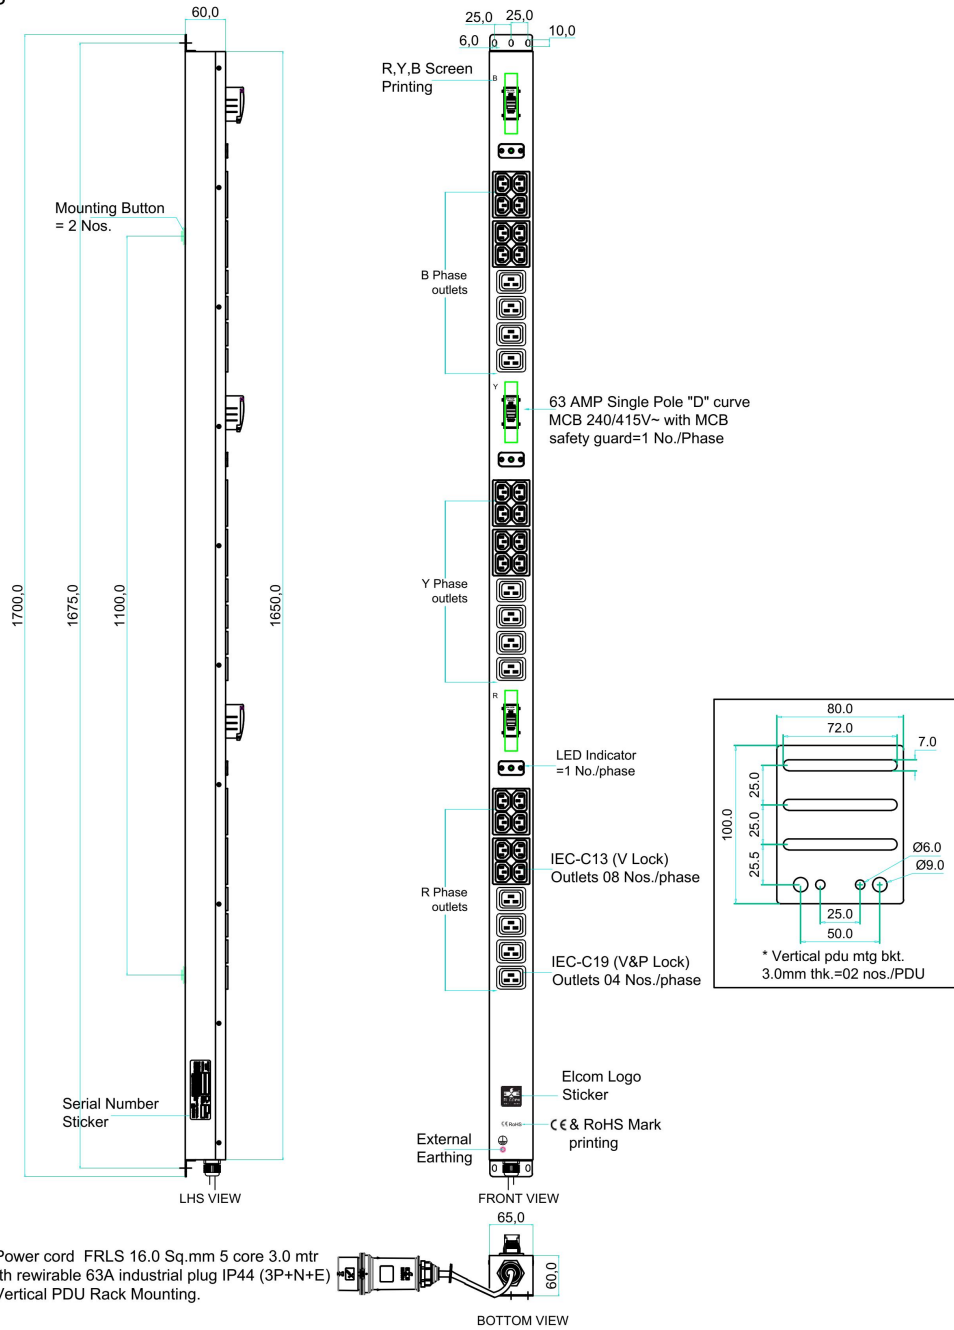 60,0
25,0
25,0
6,0
10,0
R,Y,B Screen
Printing
B
Mounting Button
= 2 Nos.
B Phase
outlets
Y
63 AMP Single Pole "D" curve
MCB 240/415V~ with MCB
safety guard=1 No./Phase
1700,0
1675,0
1100,0
1650,0
Y Phase
outlets
R
LED Indicator
=1 No./phase
IEC-C13 (V Lock)
Outlets 08 Nos./phase
R Phase
outlets
IEC-C19 (V&P Lock)
Outlets 04 Nos./phase
80.0
72.0
7.0
100.0
25.0
25.0
25.5
Ø6.0
Ø9.0
25.0
50.0
* Vertical pdu mtg bkt.
3.0mm thk.=02 nos./PDU
Serial Number
Sticker
Elcom Logo
Sticker
CE RoHS
CE & RoHS Mark
printing
External
Earthing
LHS VIEW
FRONT VIEW
65,0
60,0
Power cord FRLS 16.0 Sq.mm 5 core 3.0 mtr
th rewirable 63A industrial plug IP44 (3P+N+E)
Vertical PDU Rack Mounting.
BOTTOM VIEW